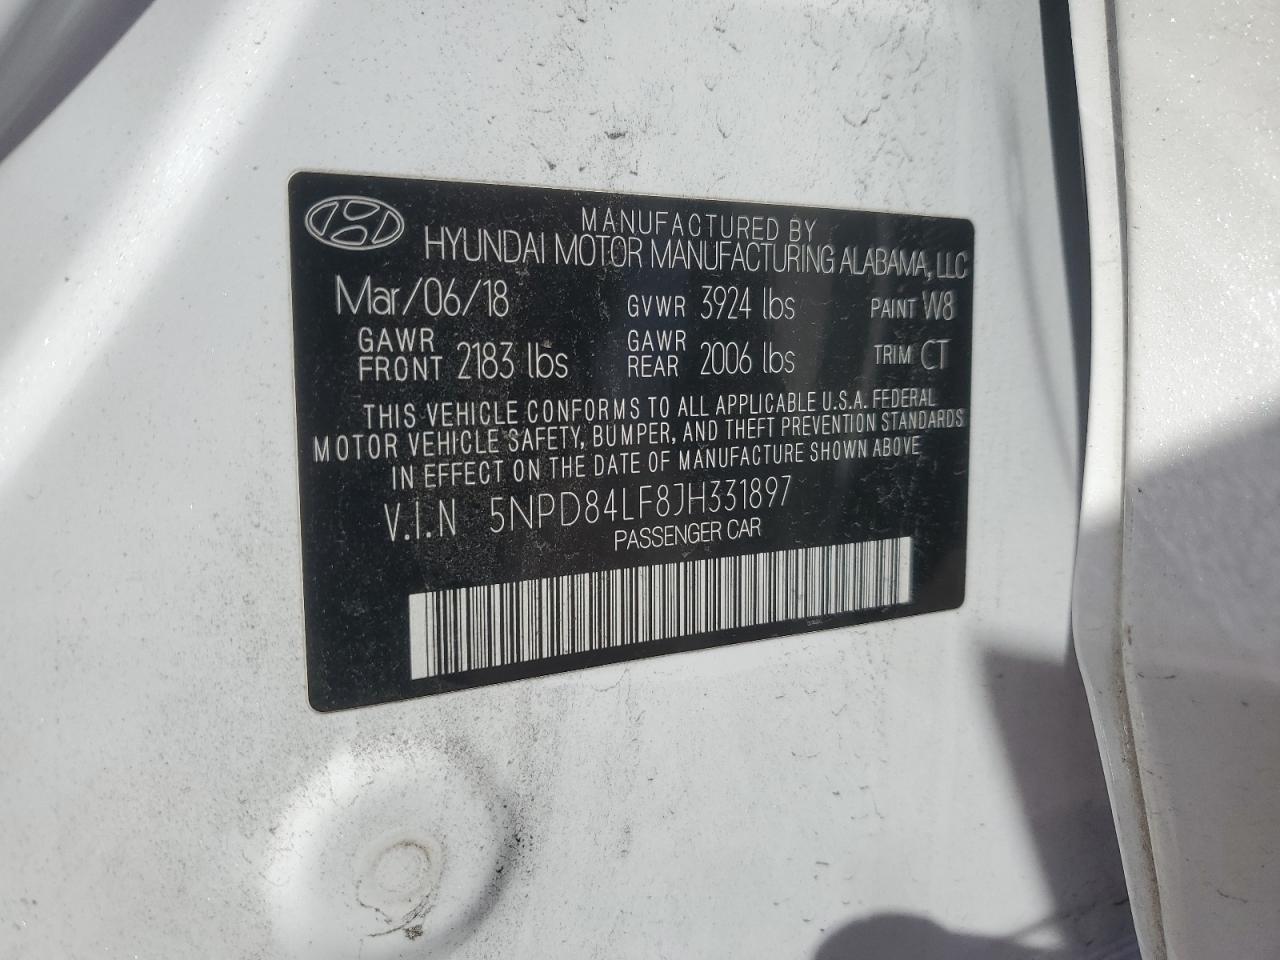 MANUFACTURED BY
HYUNDAI MOTOR MANUFACTURING ALABAMA, LLC
Mar/06/18 GVWR 3924 lbs PAINT W8
GAWR FRONT 2183 lbs GAWR REAR 2006 lbs TRIM CT
THIS VEHICLE CONFORMS TO ALL APPLICABLE U.S.A. FEDERAL
MOTOR VEHICLE SAFETY, BUMPER, AND THEFT PREVENTION STANDARDS
IN EFFECT ON THE DATE OF MANUFACTURE SHOWN ABOVE
V.I.N 5NPD84LF8JH331897
PASSENGER CAR